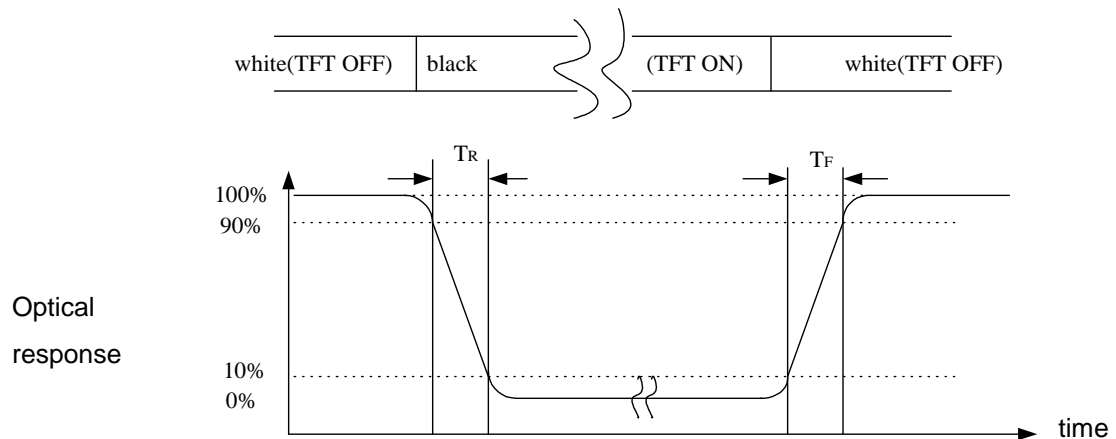 white(TFT OFF) black (TFT ON) white(TFT OFF)
TR TF
100%
90%
Optical
response
10%
0%
time